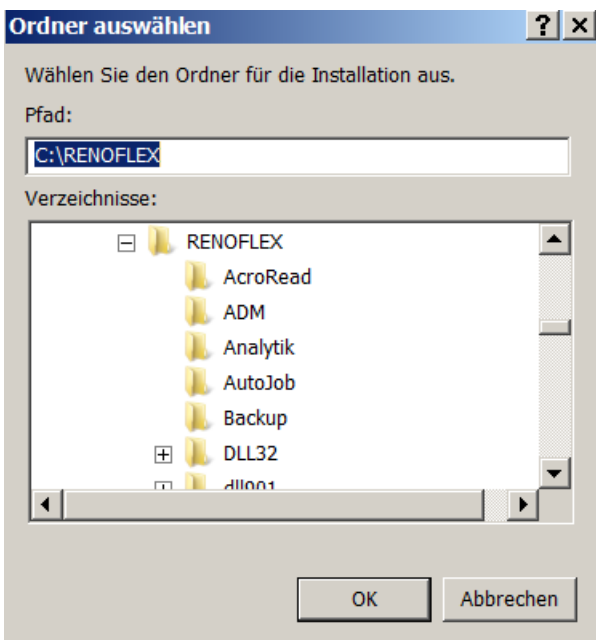 Ordner auswählen
Wählen Sie den Ordner für die Installation aus.
Pfad:
C:\RENOFLEX
Verzeichnisse:
RENOFLEX
AcroRead
ADM
Analytik
AutoJob
Backup
DLL32
dll901
OK Abbrechen